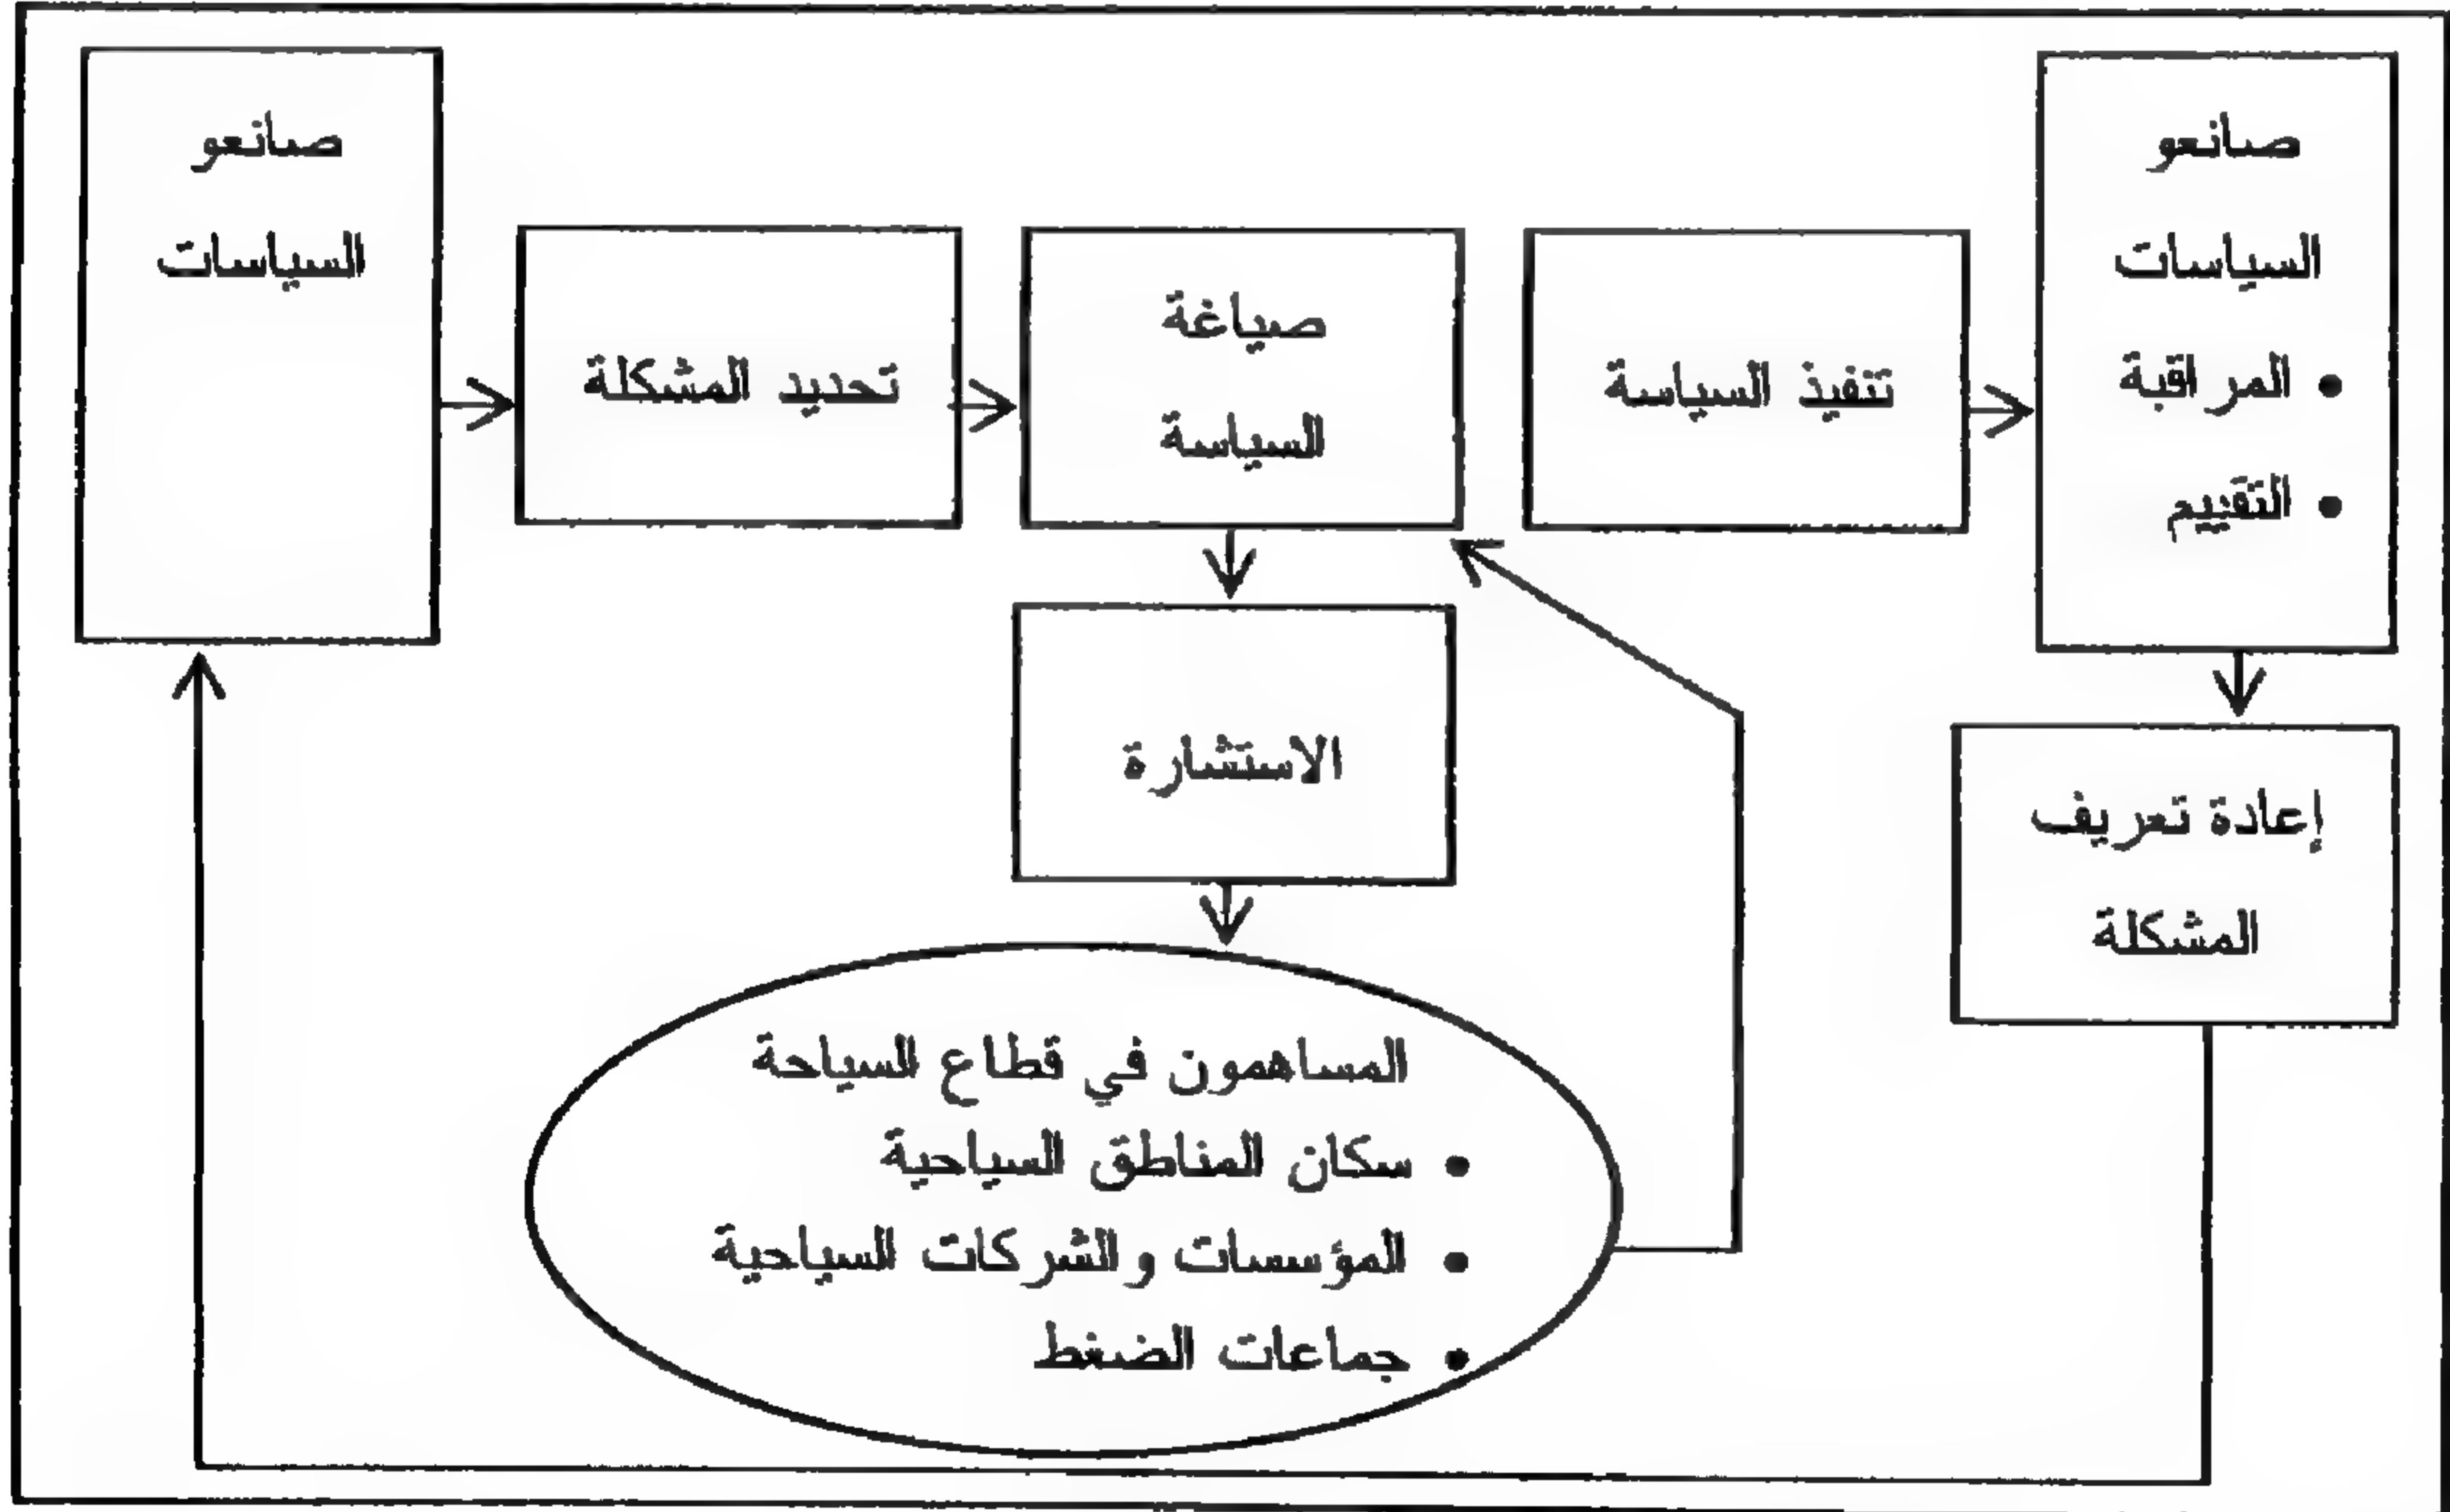 صانعو
السياسات
تحديد المشكلة
صياغة
السياسة
تنفيذ السياسة
صانعو
السياسات
• المراقبة
• التقييم
الاستشارة
إعادة تعريف
المشكلة
المساهمون في قطاع السياحة
• سكان المناطق السياحية
• المؤسسات والشركات السياحية
• جماعات الضغط